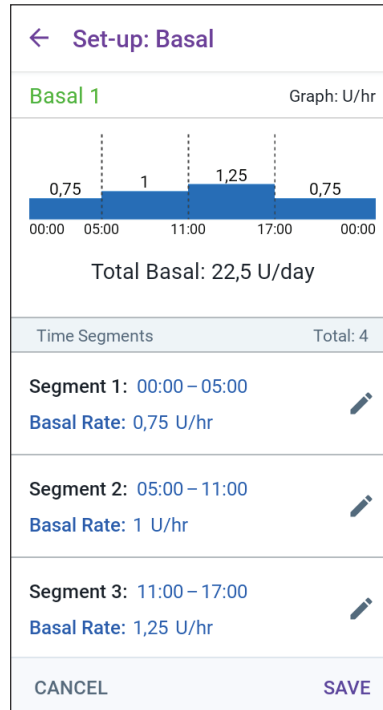 ← Set-up: Basal
Basal 1 Graph: U/hr
0,75 1 1,25 0,75
00:00 05:00 11:00 17:00 00:00
Total Basal: 22,5 U/day
Time Segments Total: 4
Segment 1: 00:00 – 05:00
Basal Rate: 0,75 U/hr
Segment 2: 05:00 – 11:00
Basal Rate: 1 U/hr
Segment 3: 11:00 – 17:00
Basal Rate: 1,25 U/hr
CANCEL SAVE